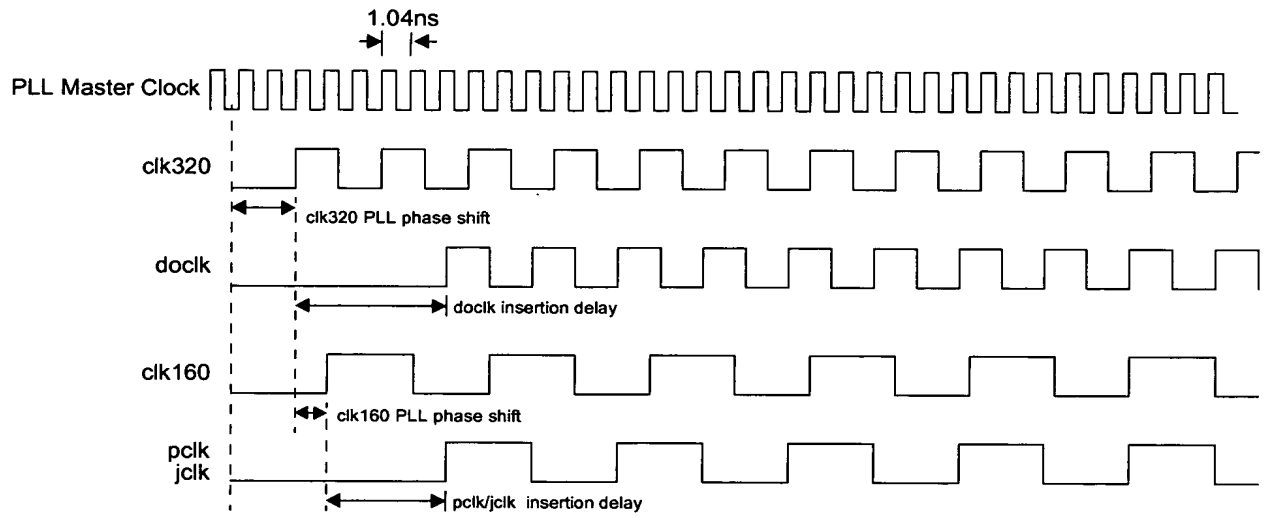 1.04ns
PLL Master Clock
clk320
clk320 PLL phase shift
doclk
doclk insertion delay
clk160
clk160 PLL phase shift
pclk
jclk
pclk/jclk insertion delay